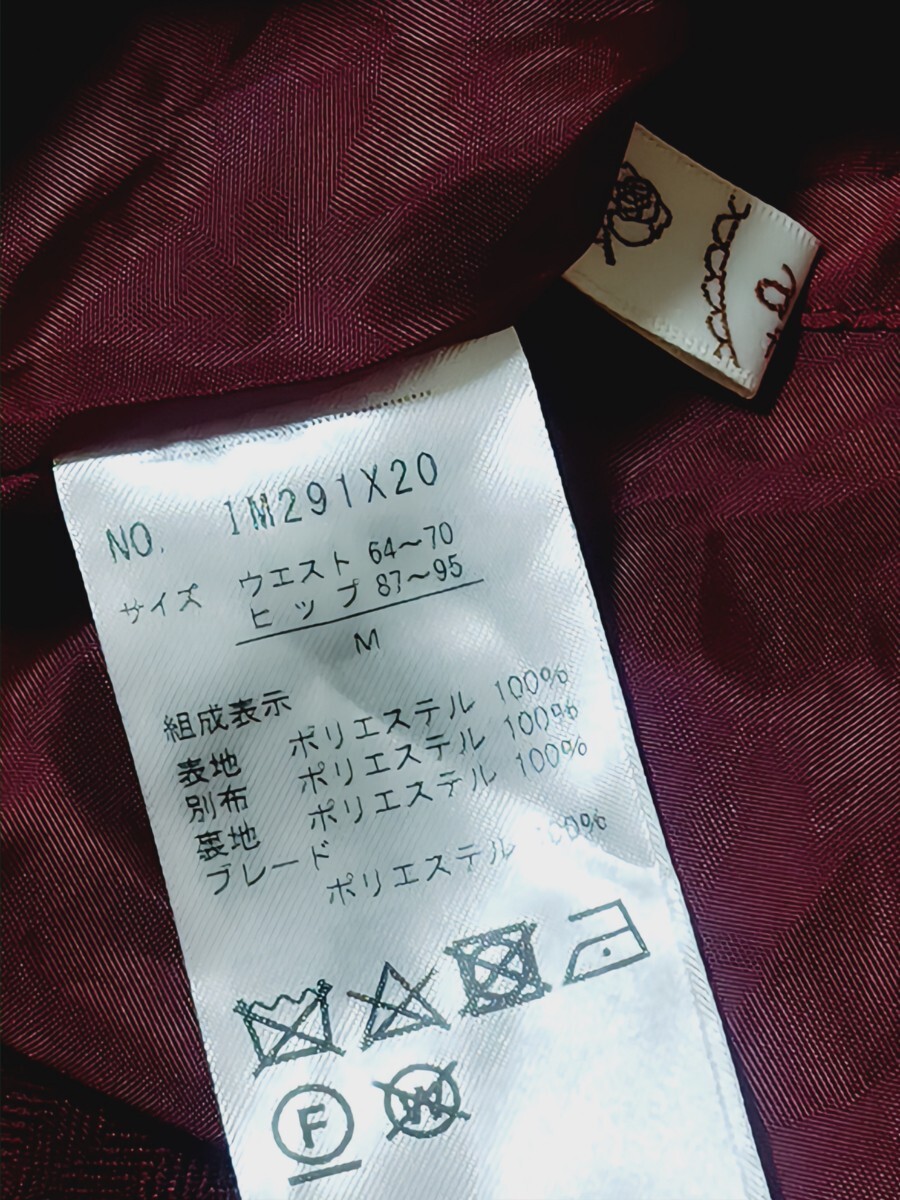 NO. IM291X20
サイズ ウエスト 64～70
ヒップ 87～95
M
組成表示
表地 ポリエステル 100%
別布 ポリエステル 100%
裏地 ポリエステル 100%
ブレード
ポリエステル 100%
F
W